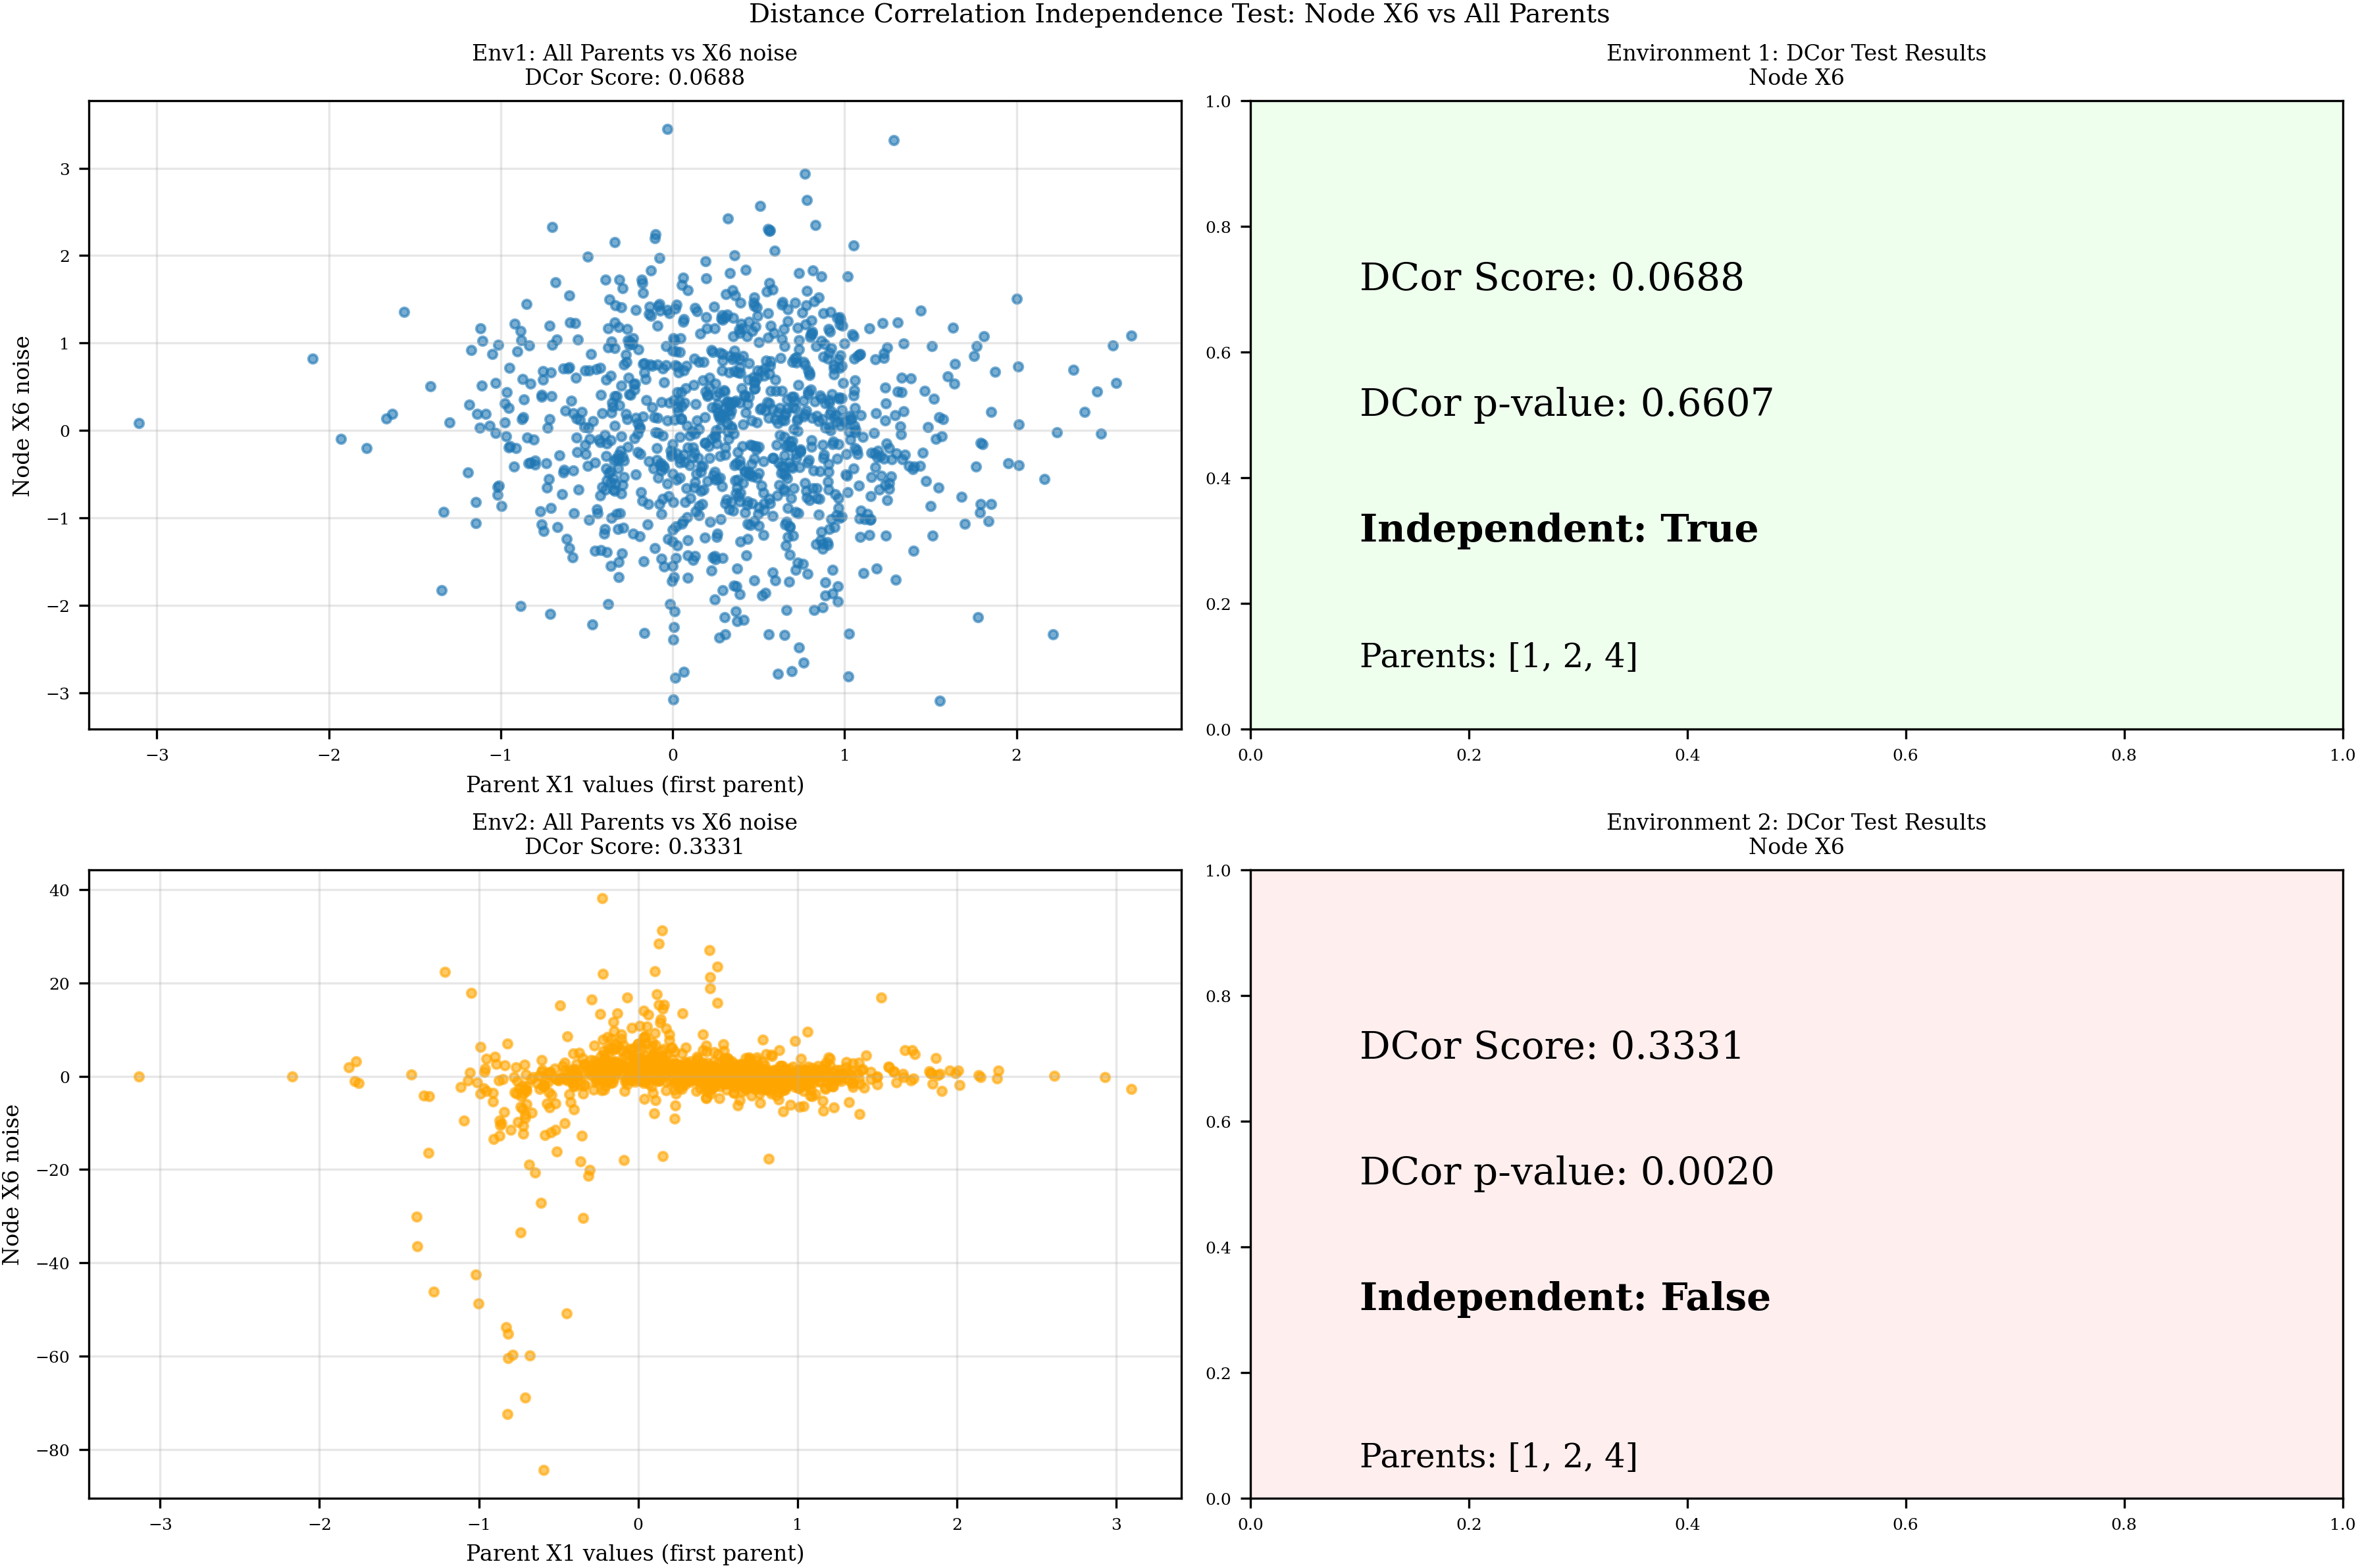 Distance Correlation Independence Test: Node X6 vs All Parents
Env1: All Parents vs X6 noise
DCor Score: 0.0688
Node X6 noise
3
2
1
0
−1
−2
−3
−3
−2
−1
0
1
2
Parent X1 values (first parent)
Environment 1: DCor Test Results
Node X6
1.0
0.8
0.6
0.4
0.2
0.0
DCor Score: 0.0688
DCor p-value: 0.6607
Independent: True
Parents: [1, 2, 4]
0.0
0.2
0.4
0.6
0.8
1.0
Env2: All Parents vs X6 noise
DCor Score: 0.3331
Node X6 noise
40
20
0
−20
−40
−60
−80
−3
−2
−1
0
1
2
3
Parent X1 values (first parent)
Environment 2: DCor Test Results
Node X6
1.0
0.8
0.6
0.4
0.2
0.0
DCor Score: 0.3331
DCor p-value: 0.0020
Independent: False
Parents: [1, 2, 4]
0.0
0.2
0.4
0.6
0.8
1.0